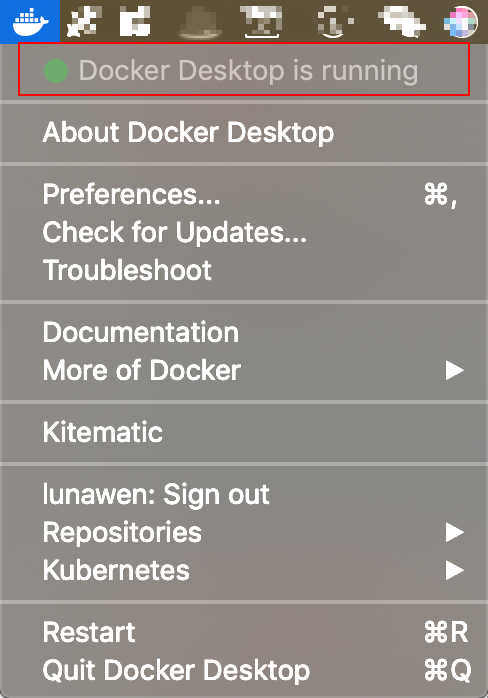 Docker Desktop is running
About Docker Desktop
Preferences... ⌘,
Check for Updates...
Troubleshoot
Documentation
More of Docker ▶
Kitematic
lunawen: Sign out
Repositories ▶
Kubernetes ▶
Restart ⌘R
Quit Docker Desktop ⌘Q